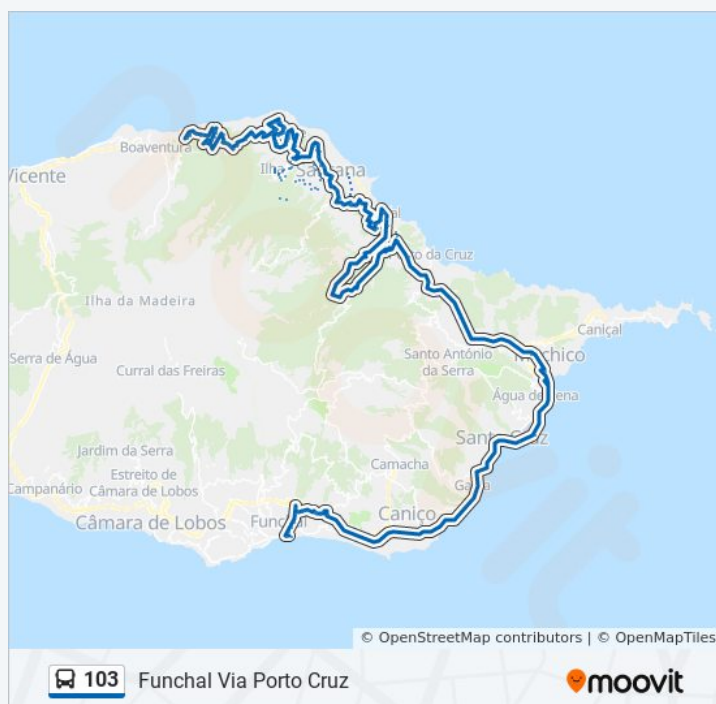 Boaventura
Vicente
Ilha
Santana
da Cruz
Ilha da Madeira
Caniçal
Machico
Serra de Água
Curral das Freiras
Santo António
da Serra
Água de Pena
Santa Cruz
Jardim da Serra
Camacha
Campanário
Estreito de
Câmara de Lobos
Gaula
Câmara de Lobos
Funchal
Caniço
© OpenStreetMap contributors | © OpenMapTiles
103
Funchal Via Porto Cruz
moovit